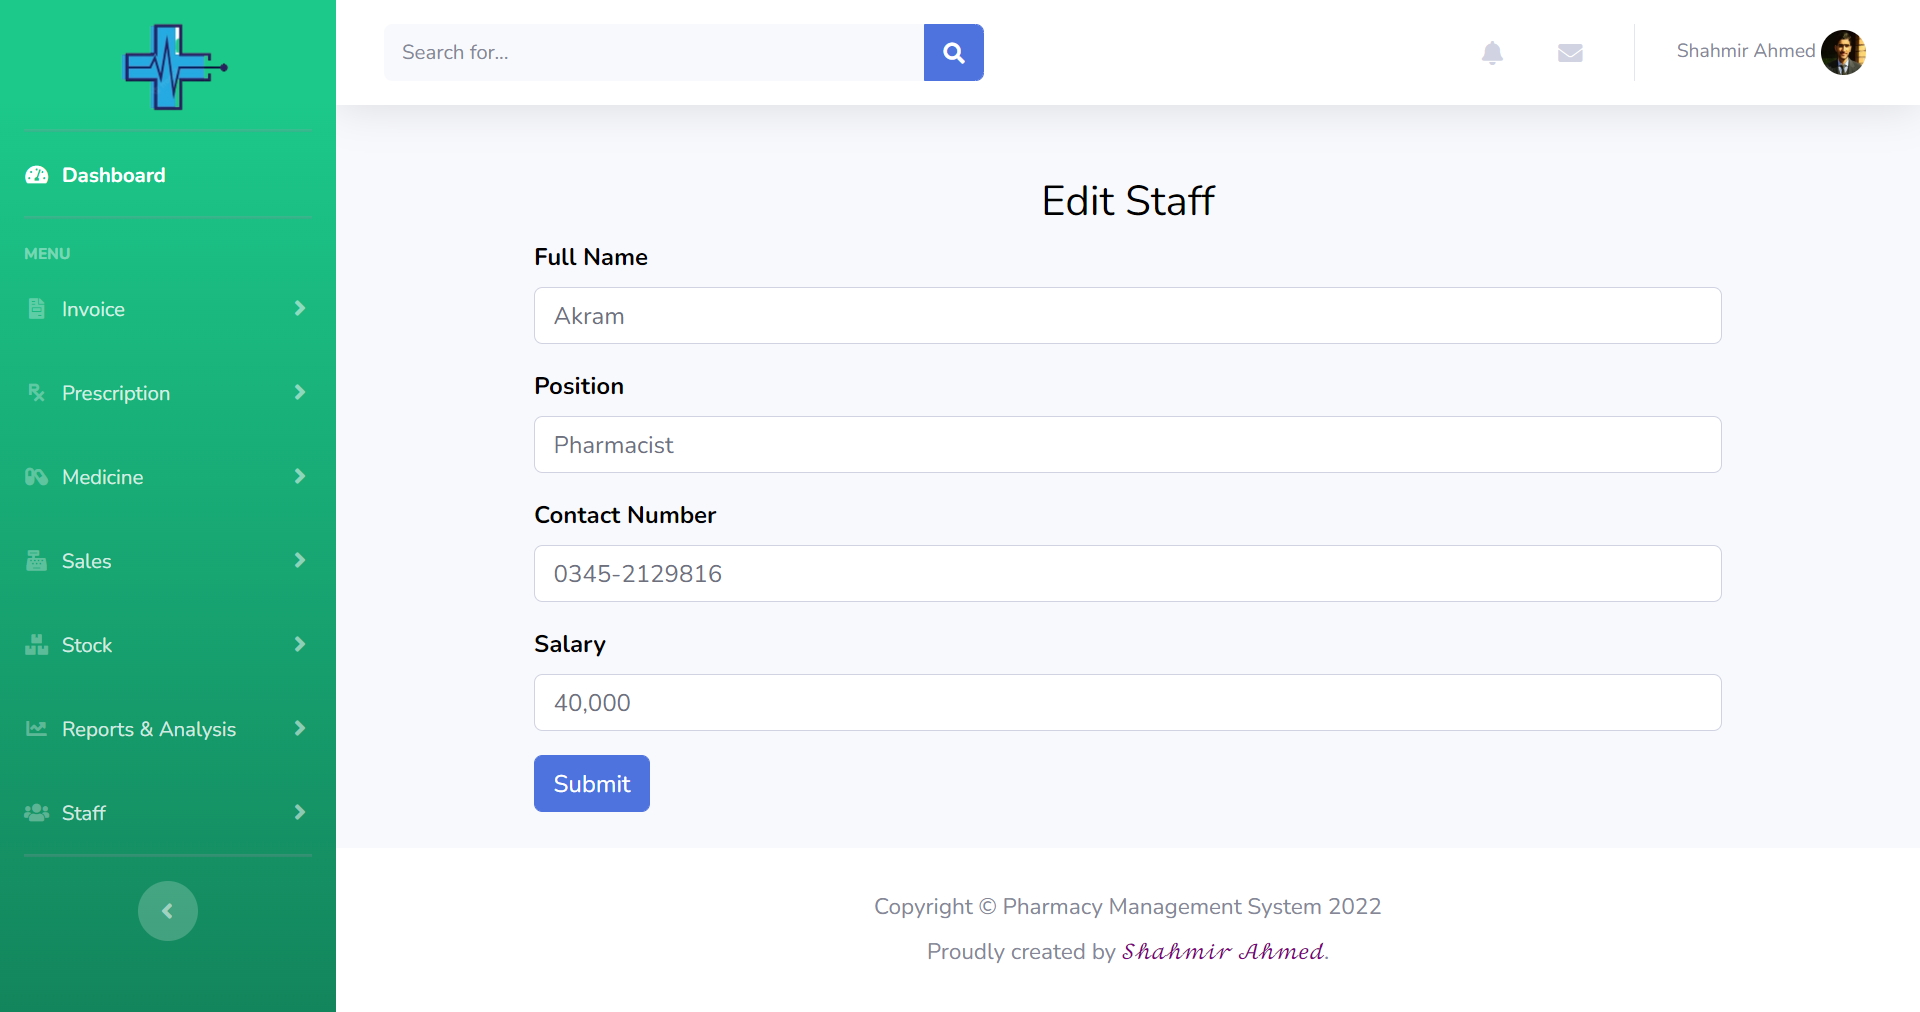 Search for...
Shahmir Ahmed
Dashboard
MENU
Invoice
Prescription
Medicine
Sales
Stock
Reports & Analysis
Staff
Edit Staff
Full Name
Akram
Position
Pharmacist
Contact Number
0345-2129816
Salary
40,000
Submit
Copyright © Pharmacy Management System 2022
Proudly created by Shahmir Ahmed.